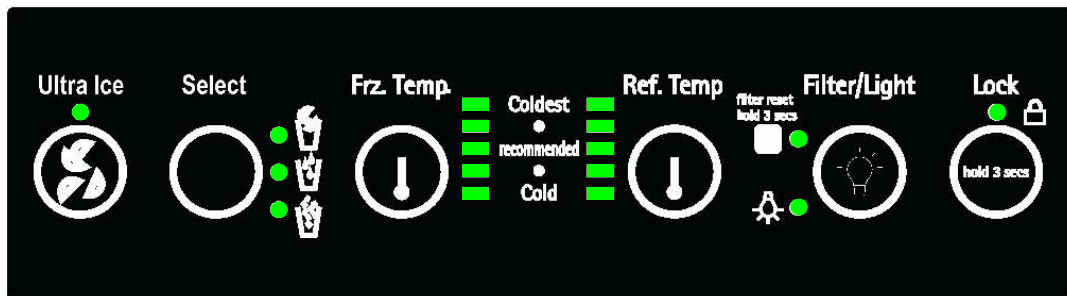 Ultra Ice
Select
Frz. Temp.
Coldest
recommended
Cold
Ref. Temp
filter reset
hold 3 secs
Filter/Light
Lock
hold 3 secs